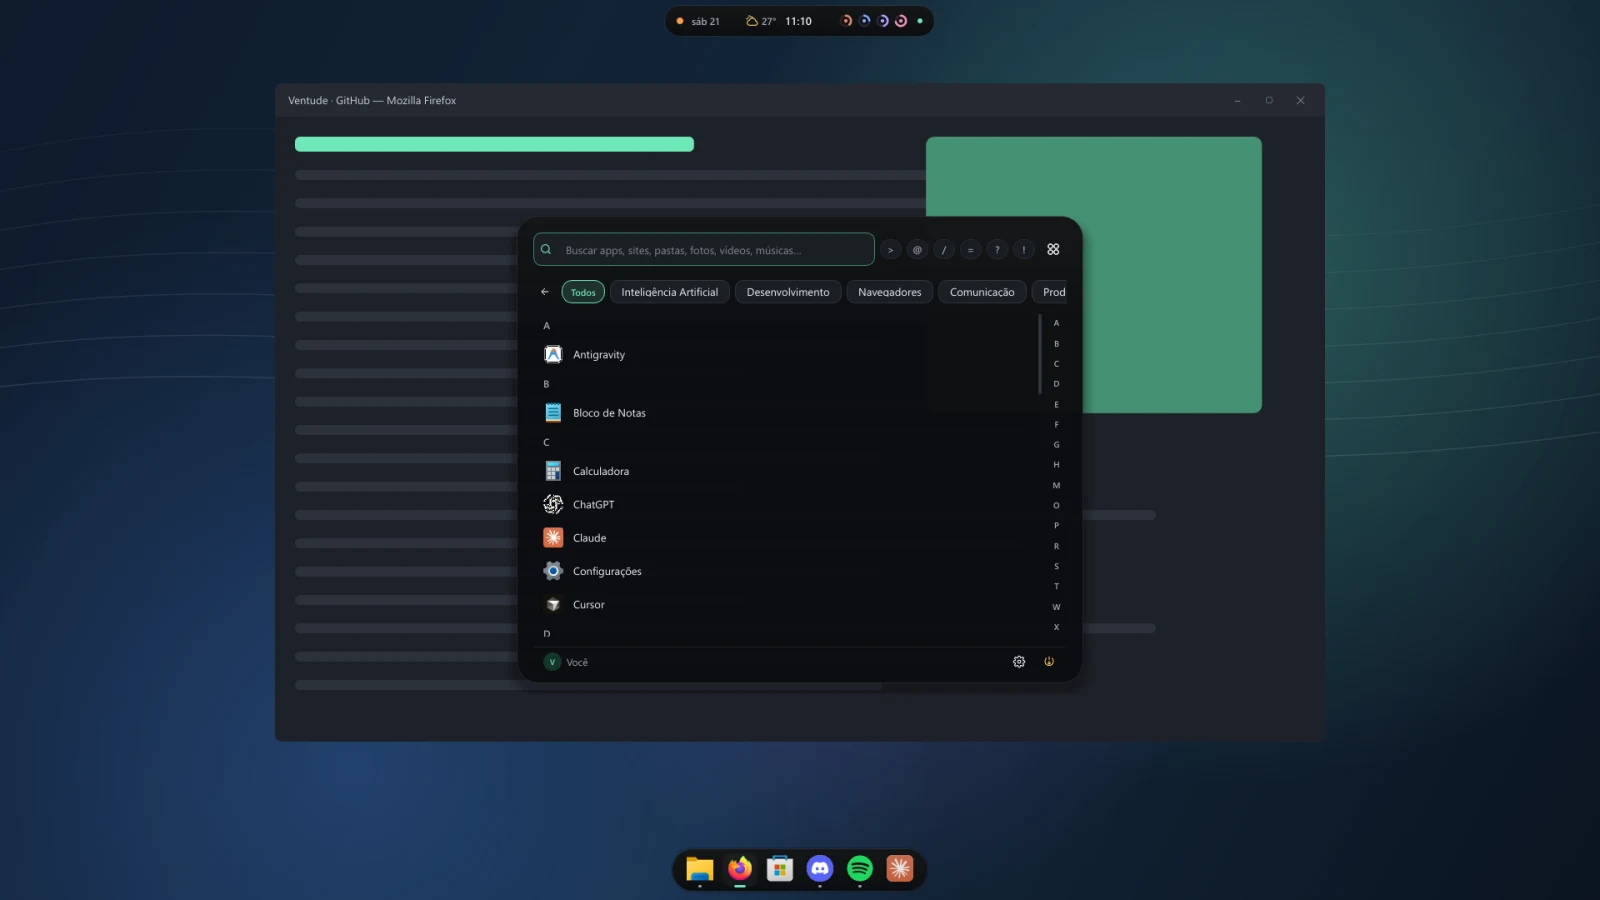 sáb 21 27° 11:10
Ventude · GitHub — Mozilla Firefox
Buscar apps, sites, pastas, fotos, vídeos, músicas...
> @ / = ? !
Todos Inteligência Artificial Desenvolvimento Navegadores Comunicação Prod
A
Antigravity
B
Bloco de Notas
C
Calculadora
ChatGPT
Claude
Configurações
Cursor
D
A
B
C
D
E
F
G
H
M
O
P
R
S
T
W
X
V Você